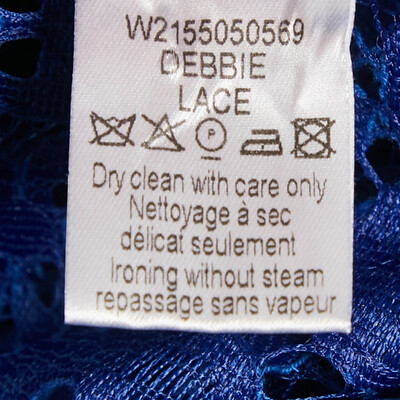 W2155050569
DEBBIE
LACE
P
Dry clean with care only
Nettoyage à sec
délicat seulement
Ironing without steam
repassage sans vapeur